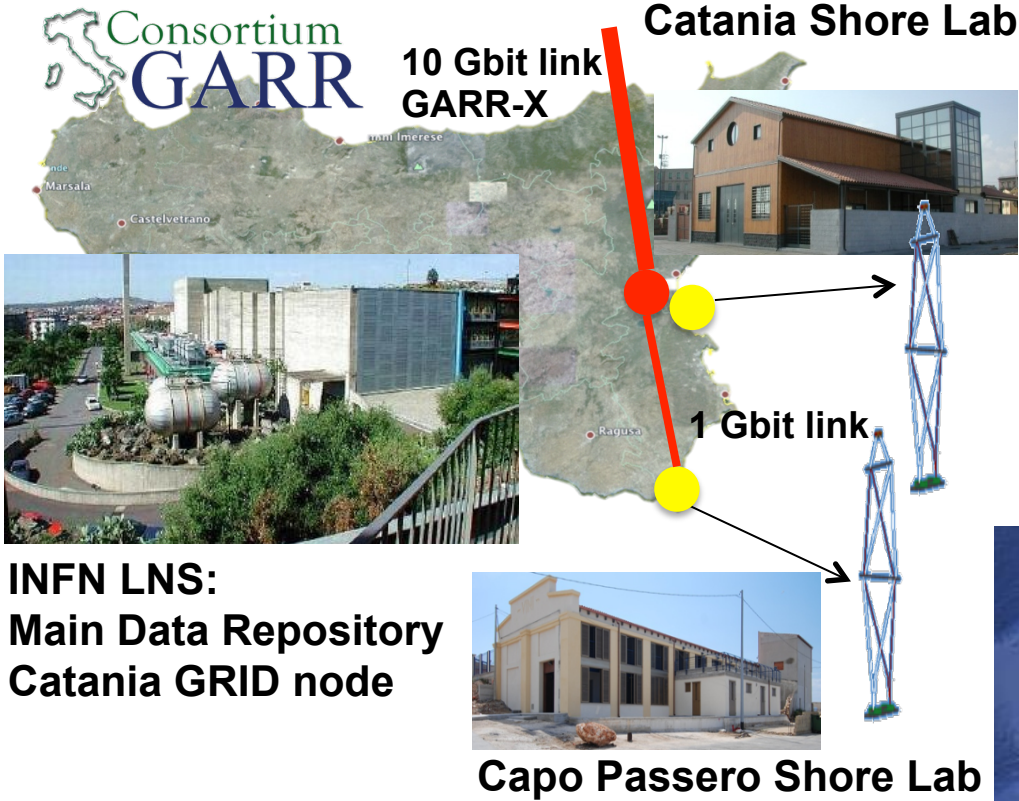 Consortium
GARR
10 Gbit link
GARR-X
Catania Shore Lab
Imerese
Marsala
Castelvetrano
Ragusa
1 Gbit link
INFN LNS:
Main Data Repository
Catania GRID node
Capo Passero Shore Lab